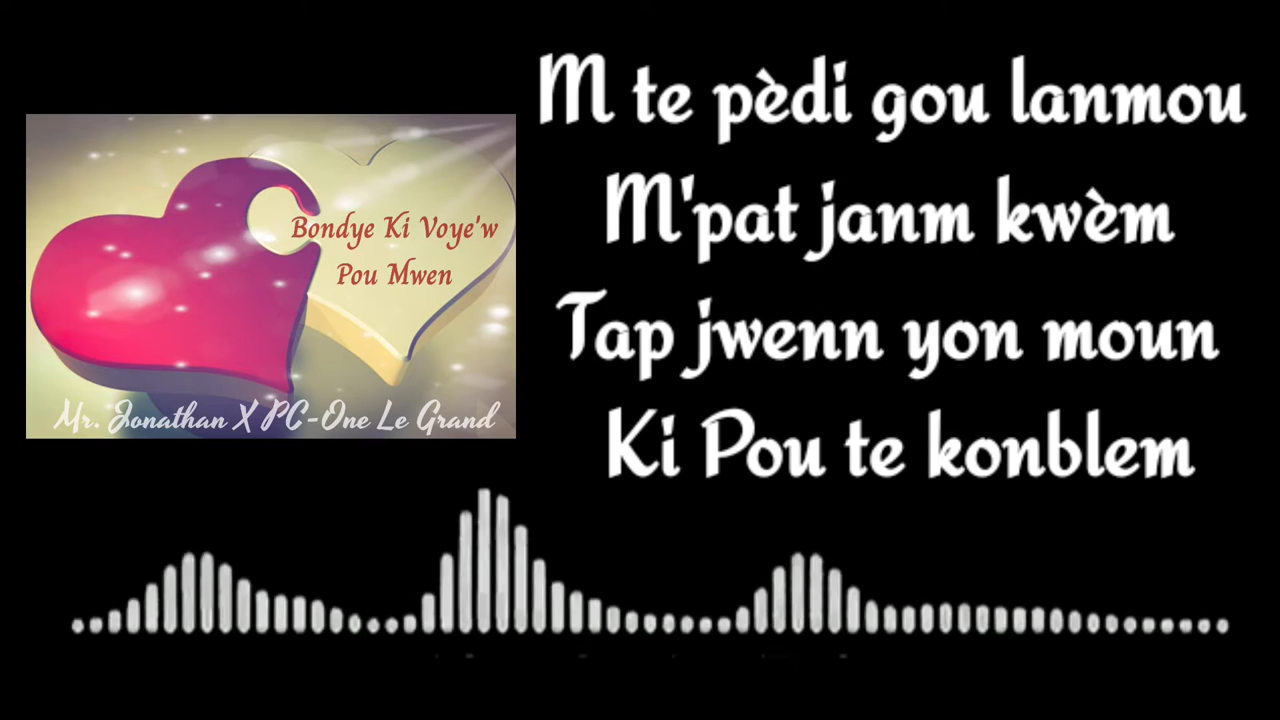 M te pèdi gou lanmou
M'pat janm kwèm
Tap jwenn yon moun
Ki Pou te konblem
Bondye Ki Voye'w
Pou Mwen
Mr. Jonathan X PC-One Le Grand